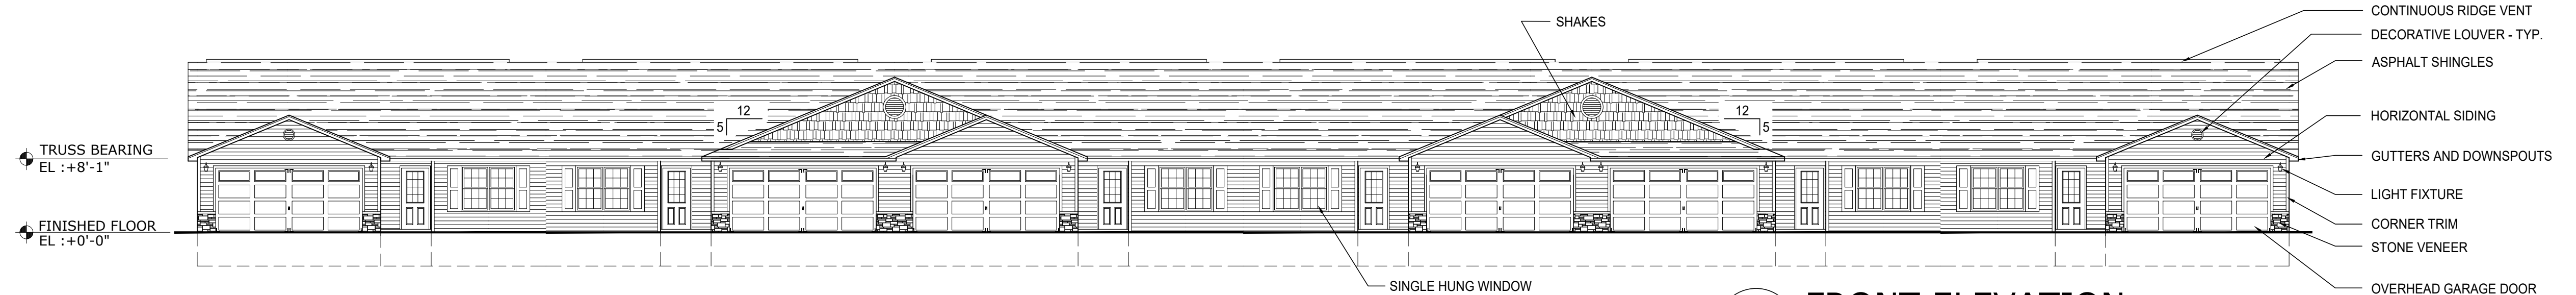 CONTINUOUS RIDGE VENT
SHAKES
DECORATIVE LOUVER - TYP.
ASPHALT SHINGLES
12
5
12
5
HORIZONTAL SIDING
TRUSS BEARING
EL :+8'-1"
GUTTERS AND DOWNSPOUTS
LIGHT FIXTURE
FINISHED FLOOR
EL :+0'-0"
CORNER TRIM
STONE VENEER
SINGLE HUNG WINDOW
OVERHEAD GARAGE DOOR
FRONT ELEVATION